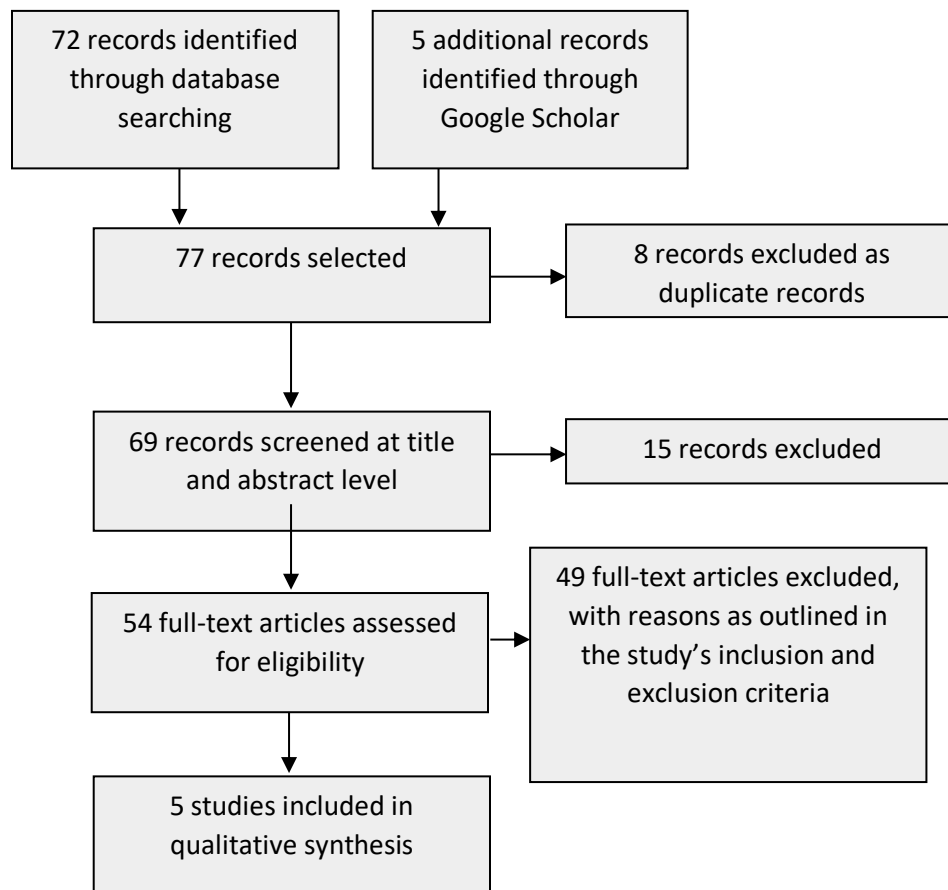 72 records identified
through database
searching
5 additional records
identified through
Google Scholar
77 records selected
8 records excluded as
duplicate records
69 records screened at title
and abstract level
15 records excluded
54 full-text articles assessed
for eligibility
49 full-text articles excluded,
with reasons as outlined in
the study’s inclusion and
exclusion criteria
5 studies included in
qualitative synthesis